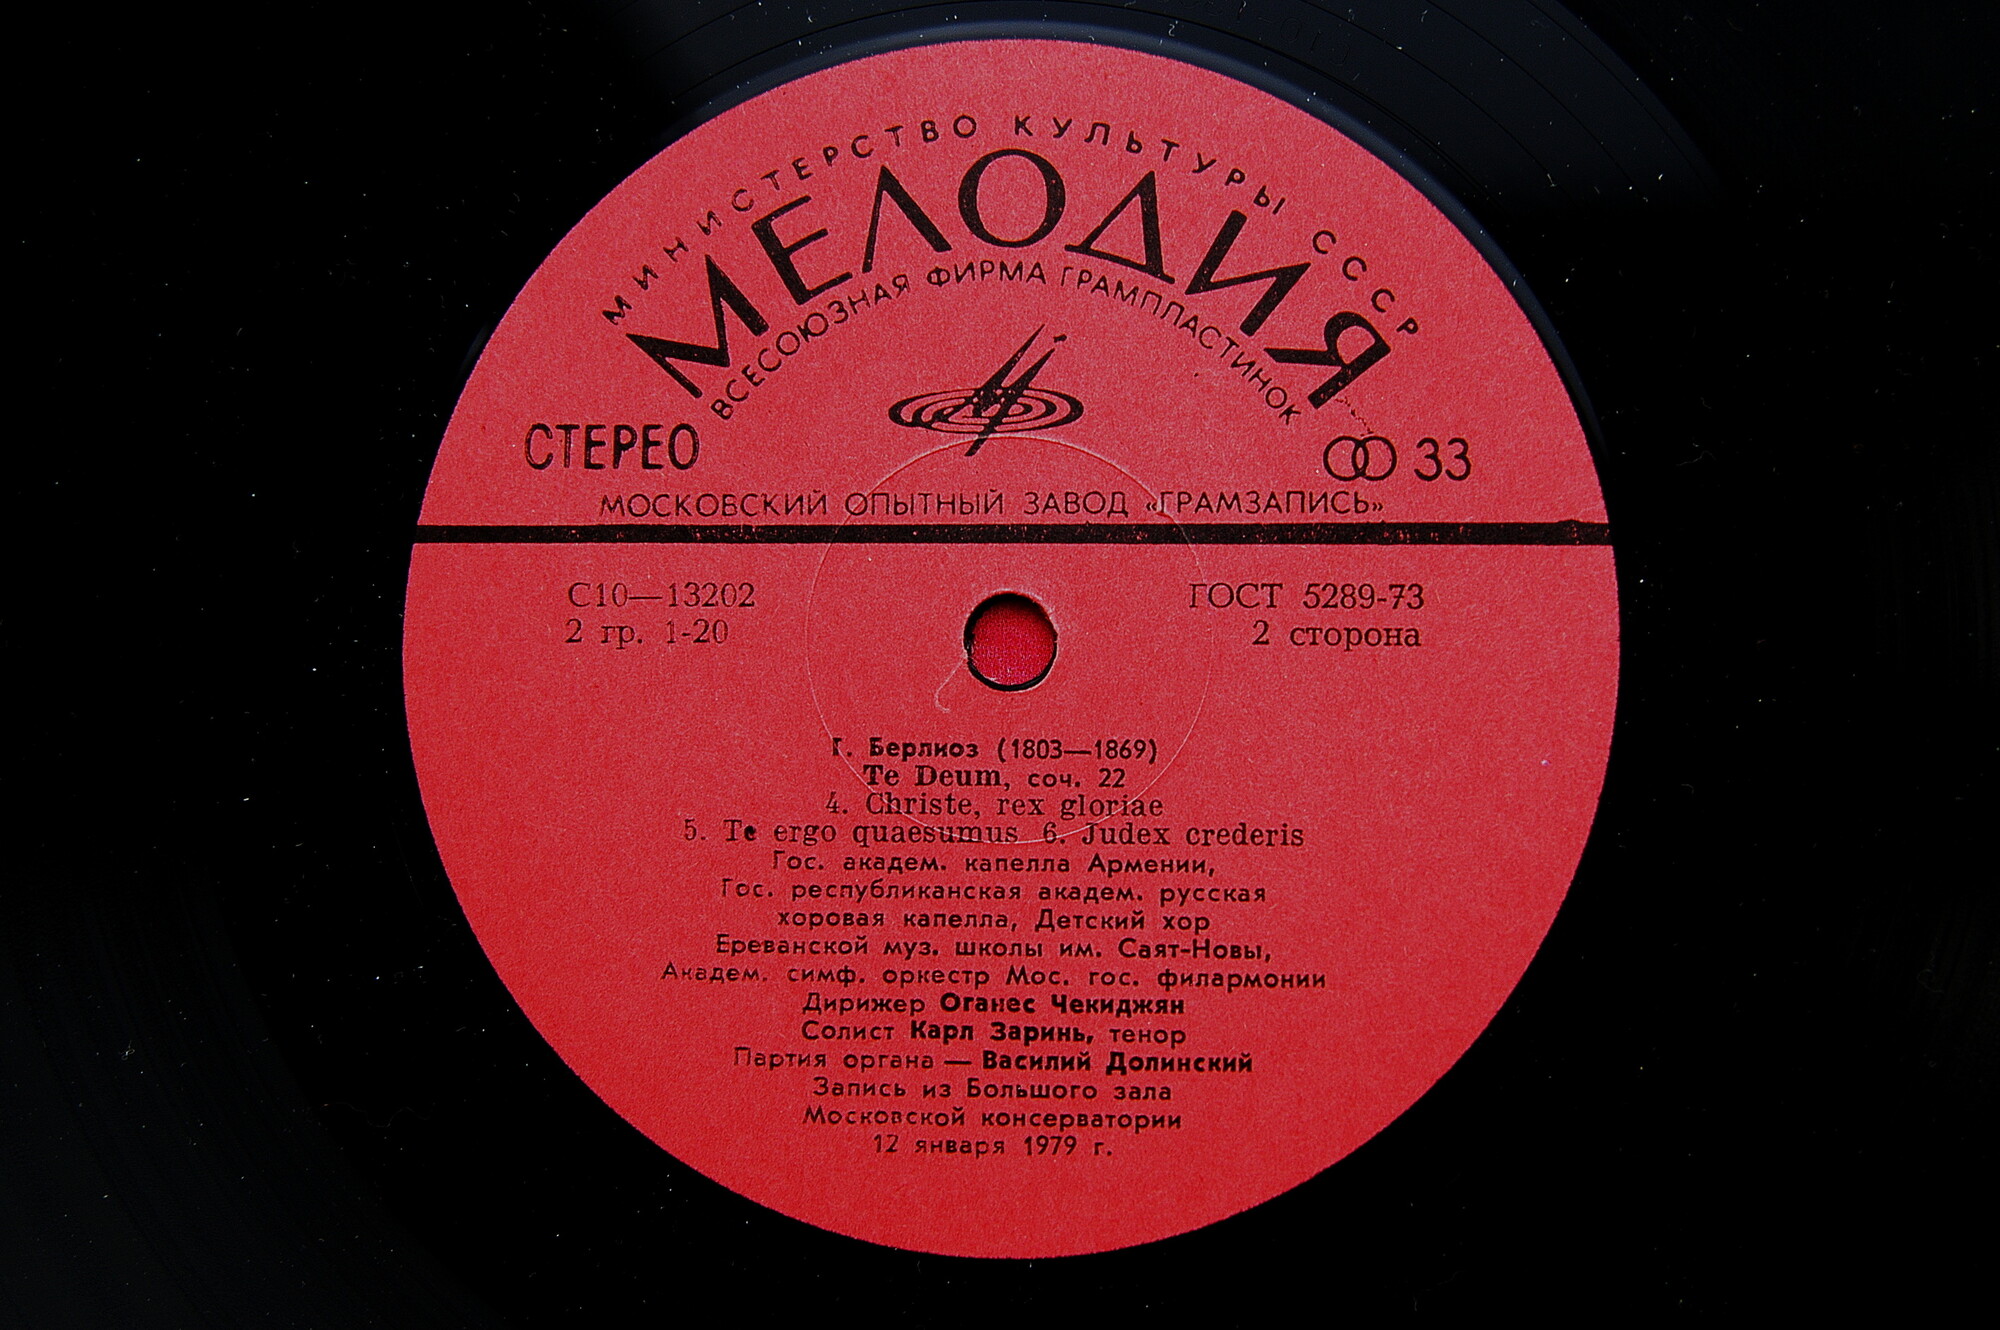 МИНИСТЕРСТВО КУЛЬТУРЫ СССР
МЕЛОДИЯ
ВСЕСОЮЗНАЯ ФИРМА ГРАМПЛАСТИНОК
СТЕРЕО
33
МОСКОВСКИЙ ОПЫТНЫЙ ЗАВОД «ГРАМЗАПИСЬ»
С10—13202
ГОСТ 5289-73
2 гр. 1-20
2 сторона
Г. Берлиоз (1803—1869)
Te Deum, соч. 22
4. Christe, rex gloriae
5. Te ergo quaesumus 6. Judex crederis
Гос. академ. капелла Армении,
Гос. республиканская академ. русская
хоровая капелла, Детский хор
Ереванской муз. школы им. Саят-Новы,
Академ. симф. оркестр Мос. гос. филармонии
Дирижер Оганес Чекиджян
Солист Карл Заринь, тенор
Партия органа — Василий Долинский
Запись из Большого зала
Московской консерватории
12 января 1979 г.